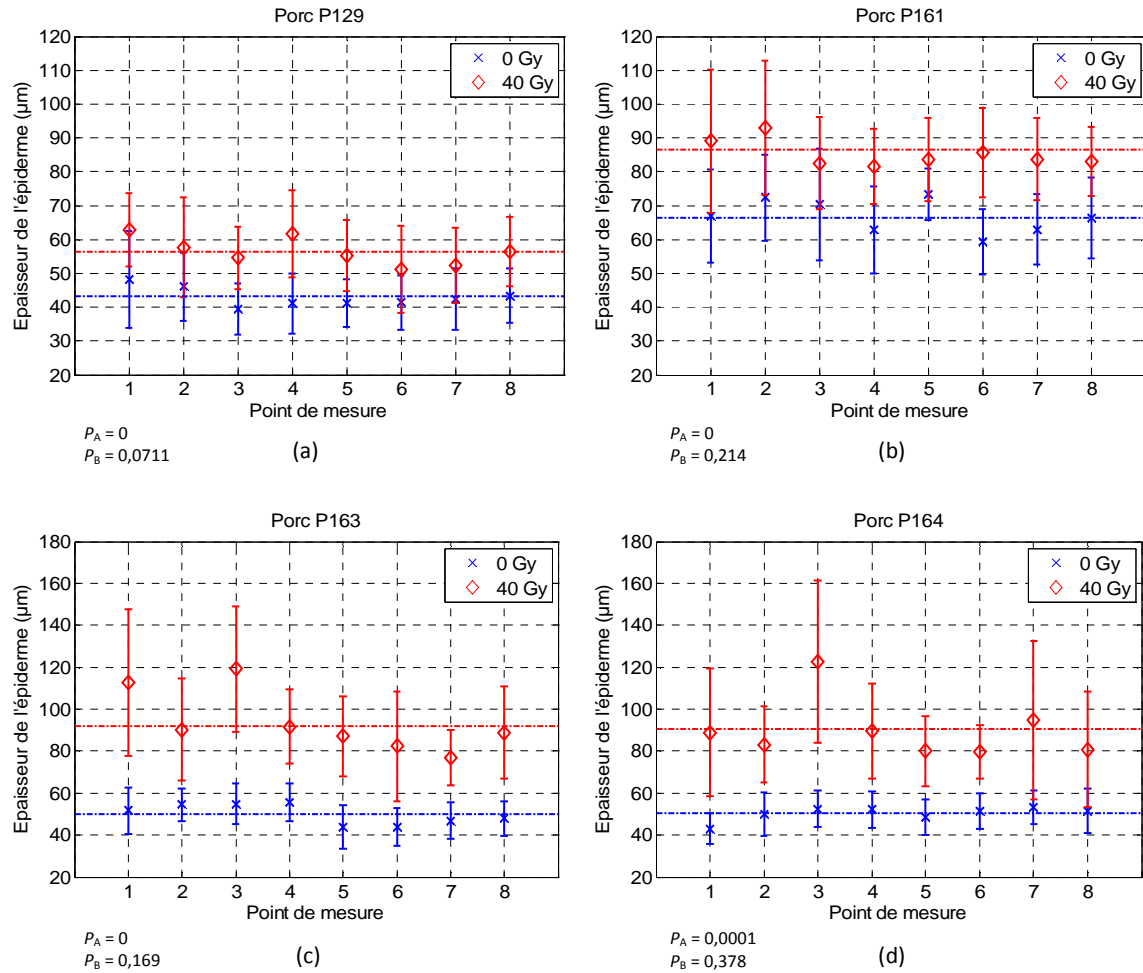 Porc P129
120
110
100
90
80
70
60
50
40
30
20
Epaisseur de l'épiderme (µm)
0 Gy
40 Gy
1 2 3 4 5 6 7 8
Point de mesure
P_A = 0
P_B = 0,0711
(a)
Porc P161
120
110
100
90
80
70
60
50
40
30
20
Epaisseur de l'épiderme (µm)
0 Gy
40 Gy
1 2 3 4 5 6 7 8
Point de mesure
P_A = 0
P_B = 0,214
(b)
Porc P163
180
160
140
120
100
80
60
40
20
Epaisseur de l'épiderme (µm)
0 Gy
40 Gy
1 2 3 4 5 6 7 8
Point de mesure
P_A = 0
P_B = 0,169
(c)
Porc P164
180
160
140
120
100
80
60
40
20
Epaisseur de l'épiderme (µm)
0 Gy
40 Gy
1 2 3 4 5 6 7 8
Point de mesure
P_A = 0,0001
P_B = 0,378
(d)